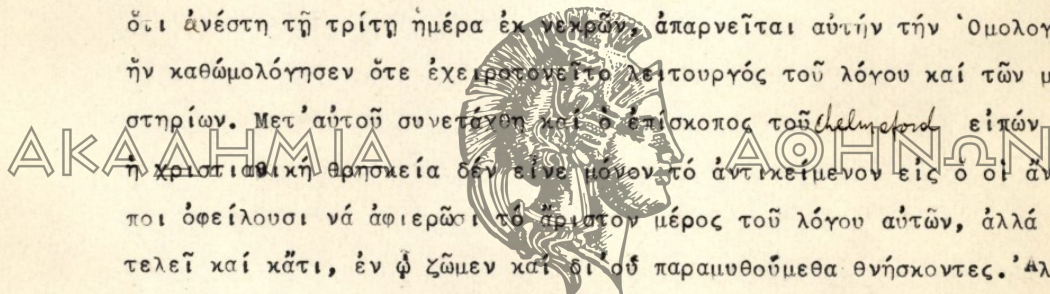 ὅτι ἀνέστη τῇ τρίτῃ ἡμέρα ἐκ νεκρῶν, ἀπαρνεῖται αὐτήν τήν Ὁμολογ
ἥν καθωμολόγησεν ὅτε ἐχειροτονεῖτο λειτουργός τοῦ λόγου καί τῶν μ
στηρίων. Μετ' αὐτοῦ συνετάχθη καί ὁ ἐπίσκοπος τοῦ Chelmsford εἰπών
ΑΚΑΔΗΜΙΑ ΑΘΗΝΩΝ
ἡ χριστιανική θρησκεία δέν εἶνε μόνον τό ἀντικείμενον εἰς ὅ οἱ ἄν
ποι ὀφείλουσι νά ἀφιερῶσι τό ἄριστον μέρος τοῦ λόγου αὐτῶν, ἀλλά
τελεῖ καί κἄτι, ἐν ᾧ ζῶμεν καί δι' οὗ παραμυθούμεθα θνήσκοντες. Ἀλ